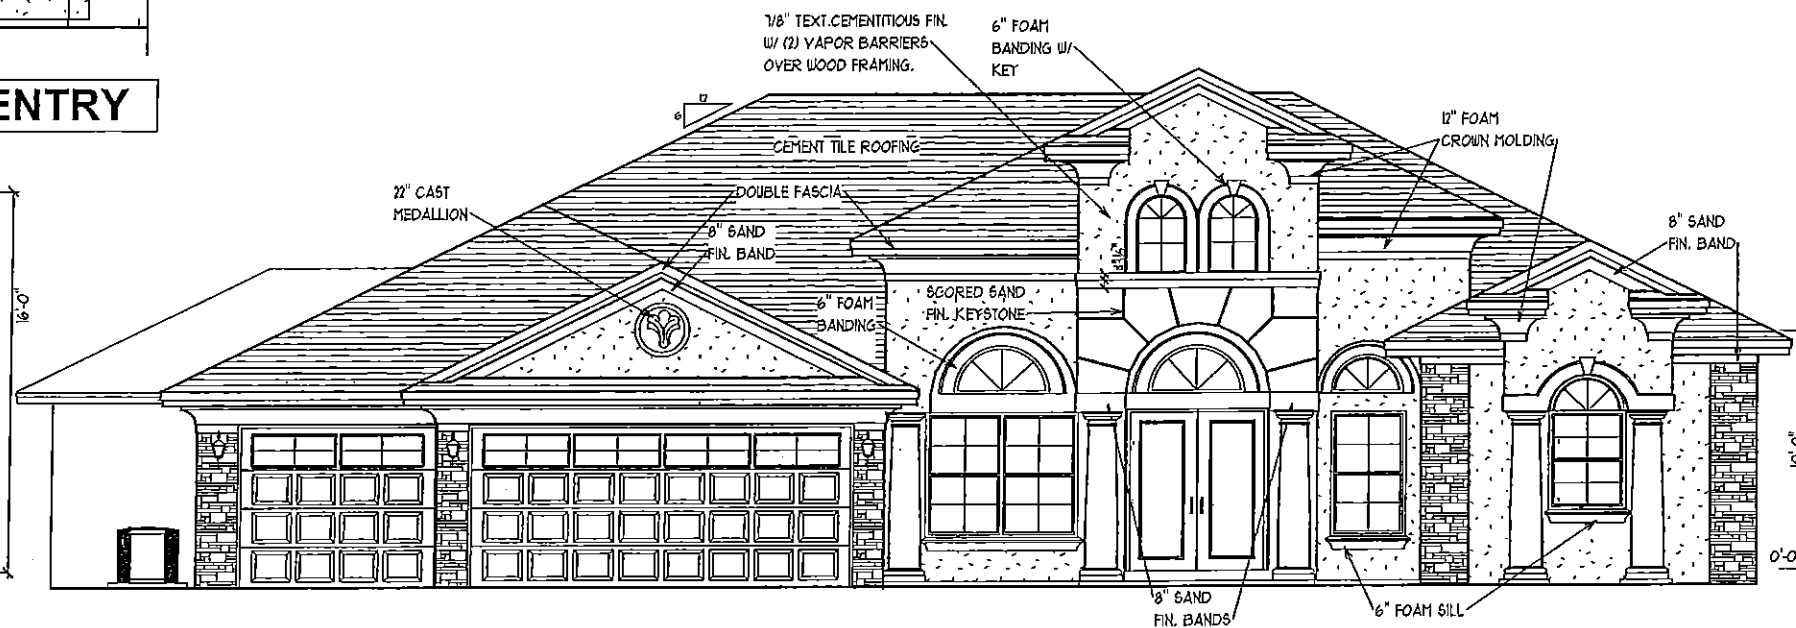 7/8" TEXT.CEMENTITIOUS FIN.
W/ (2) VAPOR BARRIERS
OVER WOOD FRAMING.
6" FOAM
BANDING W/
KEY
ENTRY
12
6
12" FOAM
CROWN MOLDING
CEMENT TILE ROOFING
22" CAST
MEDALLION
DOUBLE FASCIA
8" SAND
FIN. BAND
8" SAND
FIN. BAND
16'-0"
6" FOAM
BANDING
SCORED SAND
FIN. KEYSTONE
10'-0"
0'-0
8" SAND
FIN. BANDS
6" FOAM SILL